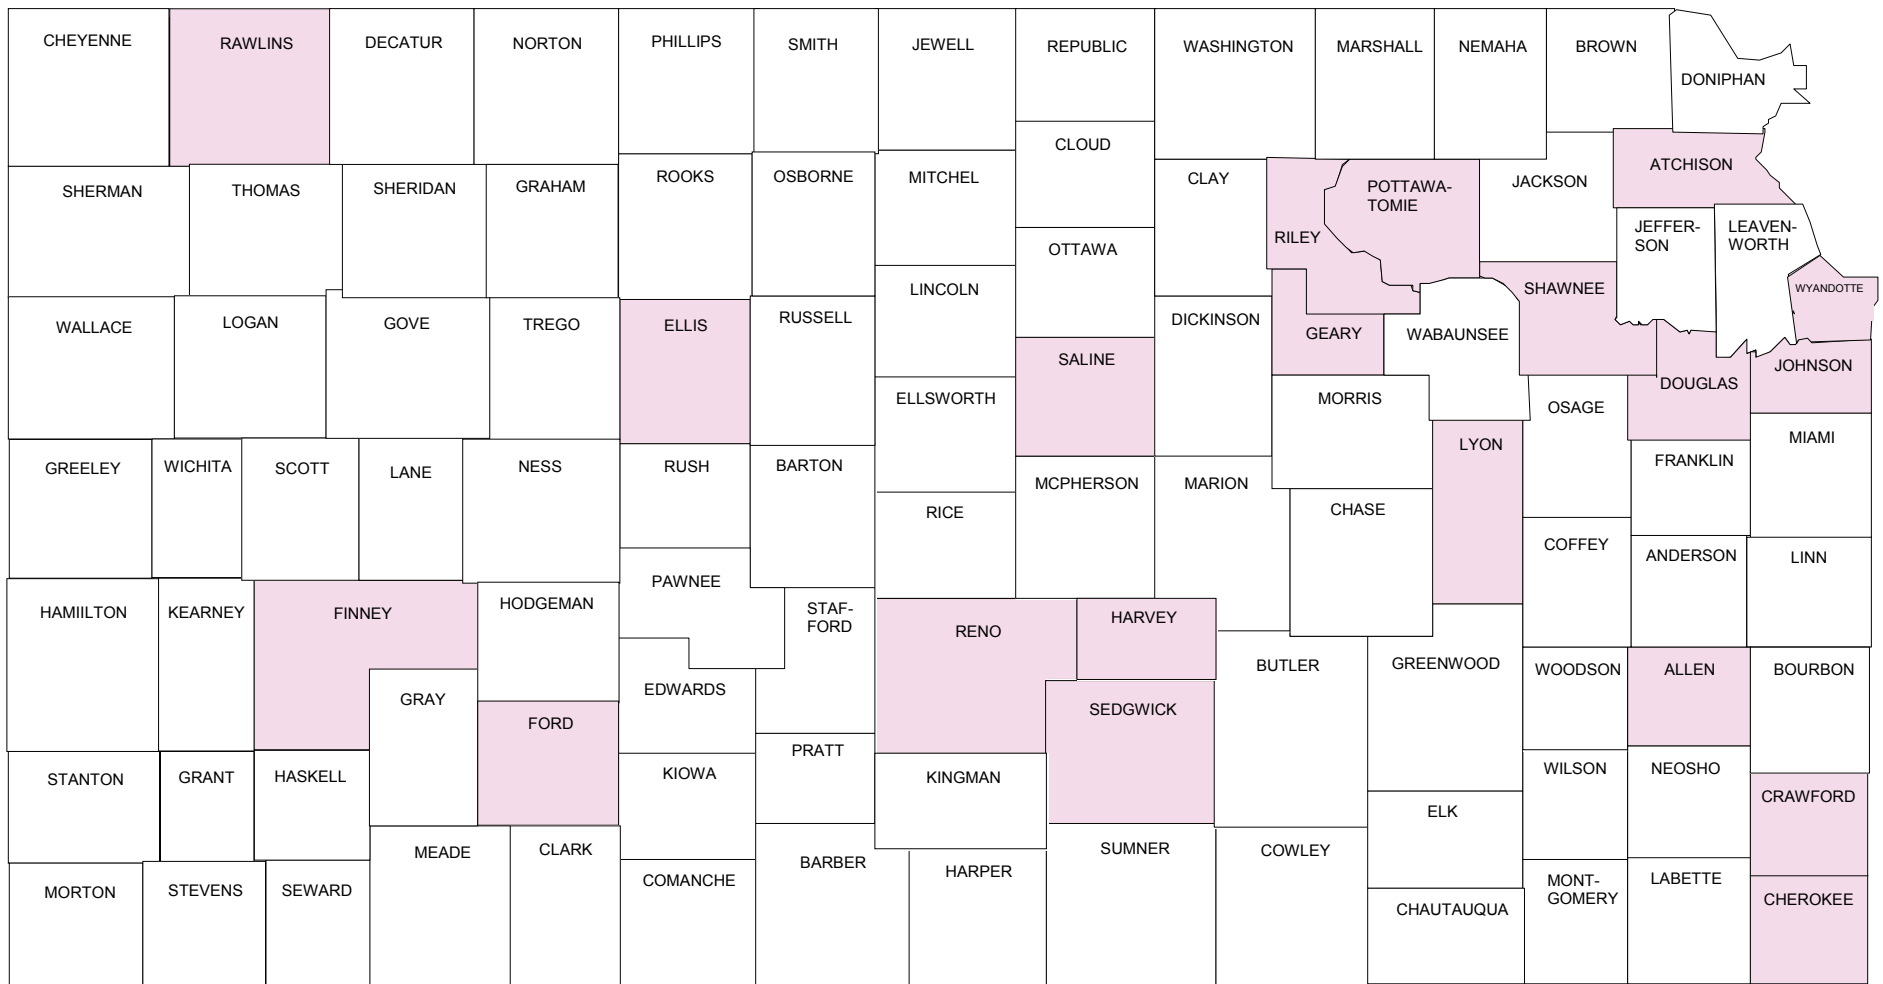 CHEYENNE
RAWLINS
DECATUR
NORTON
PHILLIPS
SMITH
JEWELL
REPUBLIC
WASHINGTON
MARSHALL
NEMAHA
BROWN
DONIPHAN
CLOUD
ATCHISON
SHERMAN
THOMAS
SHERIDAN
GRAHAM
ROOKS
OSBORNE
MITCHEL
CLAY
POTTAWA-
TOMIE
JACKSON
RILEY
OTTAWA
JEFFER-
SON
LEAVEN-
WORTH
LINCOLN
SHAWNEE
WYANDOTTE
WALLACE
LOGAN
GOVE
TREGO
ELLIS
RUSSELL
DICKINSON
GEARY
WABAUNSEE
SALINE
DOUGLAS
JOHNSON
ELLSWORTH
MORRIS
OSAGE
MIAMI
GREELEY
WICHITA
SCOTT
LANE
NESS
RUSH
BARTON
LYON
FRANKLIN
MCPHERSON
MARION
RICE
CHASE
COFFEY
ANDERSON
LINN
PAWNEE
HAMIILTON
KEARNEY
FINNEY
HODGEMAN
STAF-
FORD
RENO
HARVEY
BUTLER
GREENWOOD
WOODSON
ALLEN
BOURBON
GRAY
EDWARDS
FORD
SEDGWICK
PRATT
STANTON
GRANT
HASKELL
KIOWA
KINGMAN
WILSON
NEOSHO
CRAWFORD
ELK
MEADE
CLARK
BARBER
SUMNER
COWLEY
MORTON
STEVENS
SEWARD
COMANCHE
HARPER
CHAUTAUQUA
MONT-
GOMERY
LABETTE
CHEROKEE